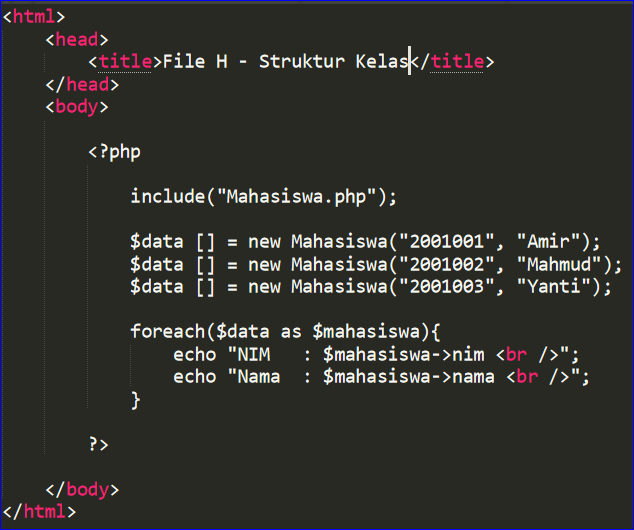 <html>
<head>
<title>File H - Struktur Kelas</title>
</head>
<body>
<?php
include("Mahasiswa.php");
$data [] = new Mahasiswa("2001001", "Amir");
$data [] = new Mahasiswa("2001002", "Mahmud");
$data [] = new Mahasiswa("2001003", "Yanti");
foreach($data as $mahasiswa){
echo "NIM   : $mahasiswa->nim <br />";
echo "Nama  : $mahasiswa->nama <br />";
}
?>
</body>
</html>